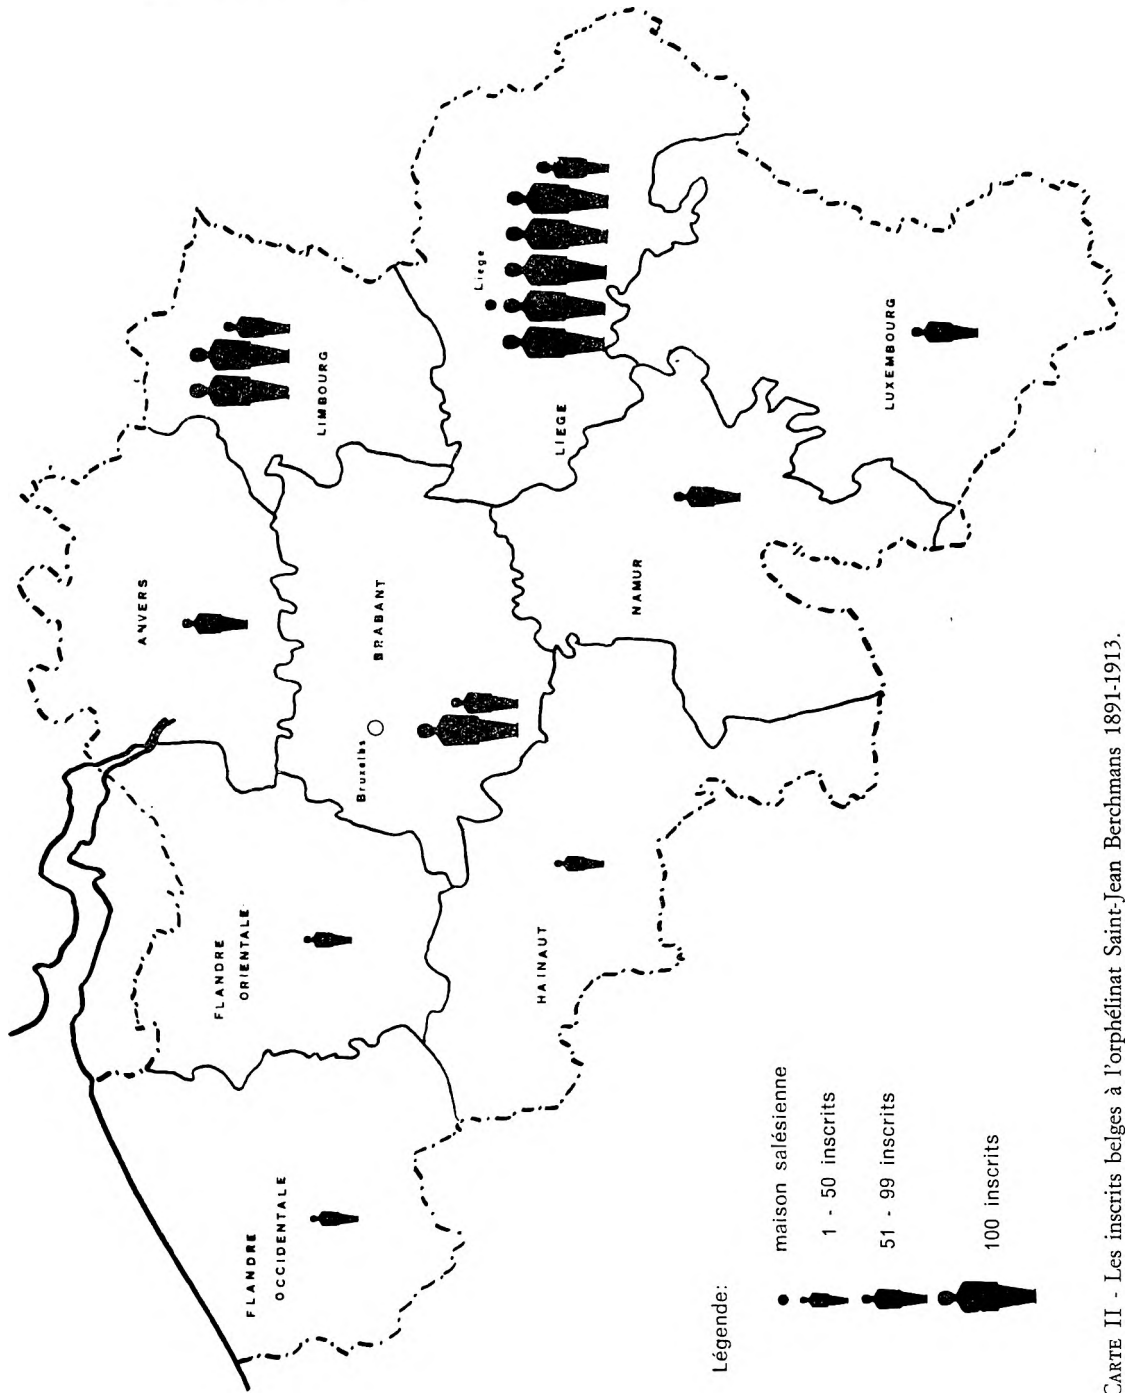 ANVERS
FLANDRE
ORIENTALE
FLANDRE
OCCIDENTALE
LIMBOURG
BRABANT
Bruxelles
Liege
LIEGE
HAINAUT
NAMUR
LUXEMBOURG
Légende:
maison salésienne
1 - 50 inscrits
51 - 99 inscrits
100 inscrits
CARTE II - Les inscrits belges à l'orphélinat Saint-Jean Berchmans 1891-1913.